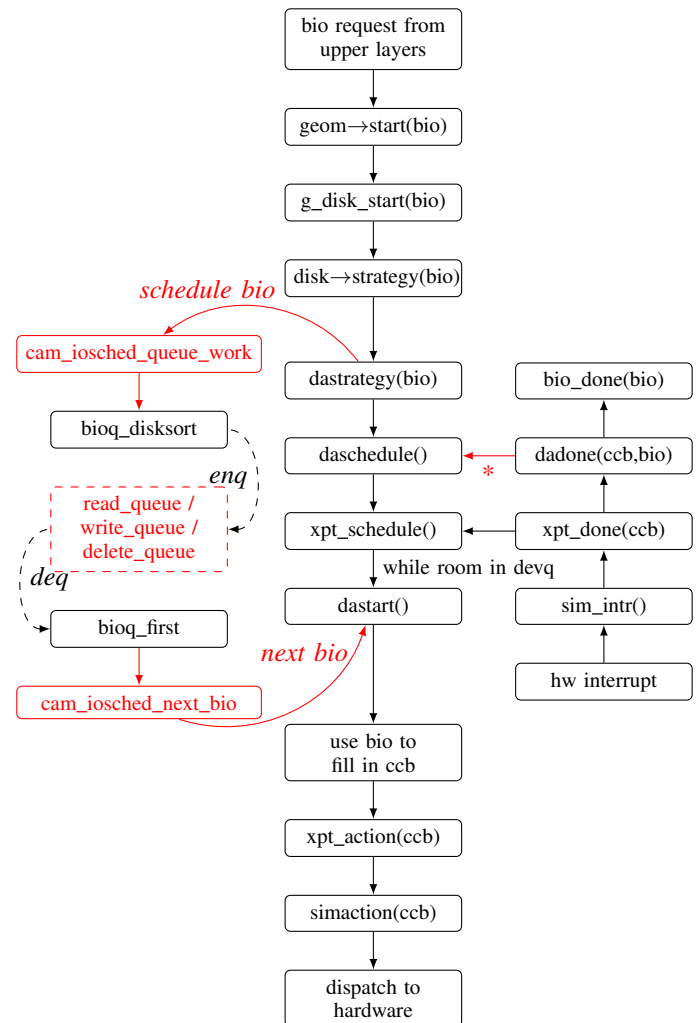 bio request from
upper layers
geom→start(bio)
g_disk_start(bio)
disk→strategy(bio)
schedule bio
cam_iosched_queue_work
dastrategy(bio)
bio_done(bio)
bioq_disksort
daschedule()
*
dadone(ccb,bio)
enq
read_queue /
write_queue /
delete_queue
xpt_schedule()
xpt_done(ccb)
deq
while room in devq
bioq_first
dastart()
sim_intr()
next bio
cam_iosched_next_bio
hw interrupt
use bio to
fill in ccb
xpt_action(ccb)
simaction(ccb)
dispatch to
hardware